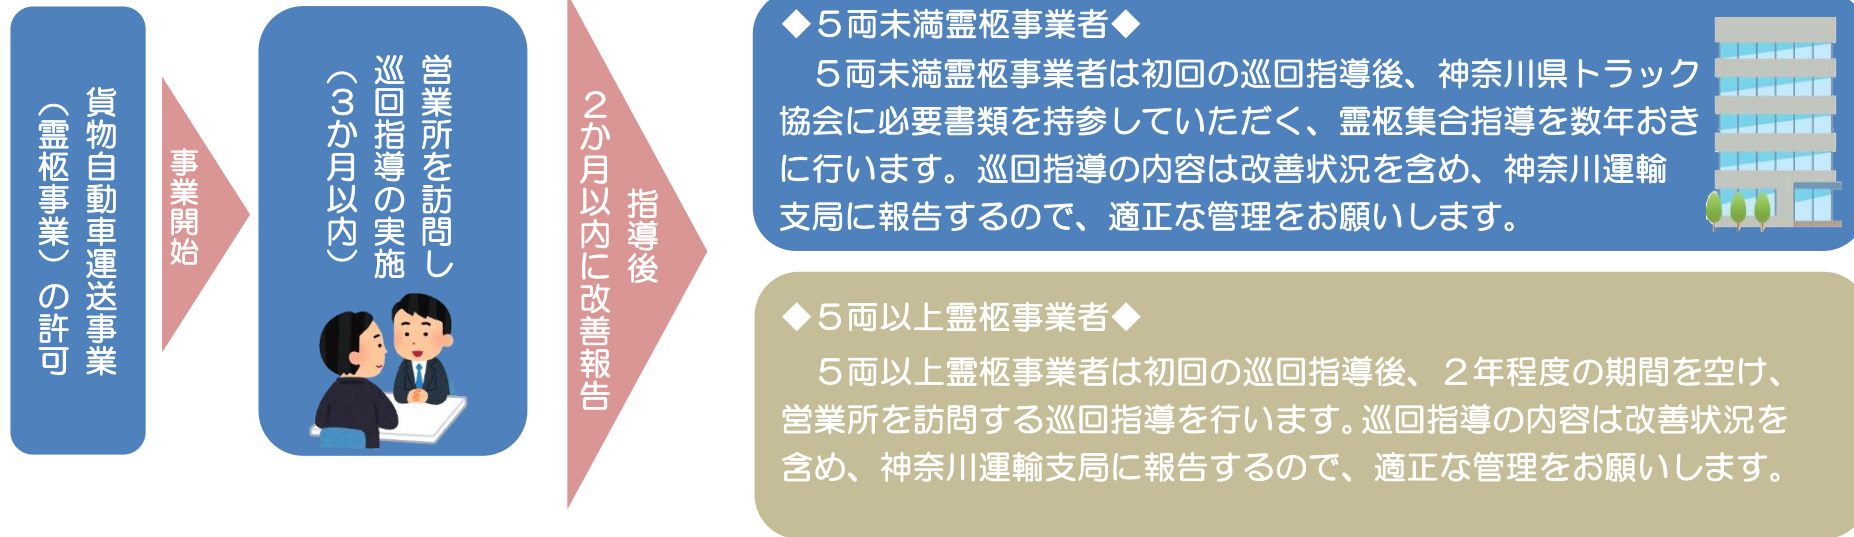 貨物自動車運送事業
（霊柩事業）の許可
事業開始
営業所を訪問し
巡回指導の実施
（３か月以内）
指導後
２か月以内に改善報告
◆５両未満霊柩事業者◆
　５両未満霊柩事業者は初回の巡回指導後、神奈川県トラック
協会に必要書類を持参していただく、霊柩集合指導を数年おき
に行います。巡回指導の内容は改善状況を含め、神奈川運輸
支局に報告するので、適正な管理をお願いします。
◆５両以上霊柩事業者◆
　５両以上霊柩事業者は初回の巡回指導後、２年程度の期間を空け、
営業所を訪問する巡回指導を行います。巡回指導の内容は改善状況を
含め、神奈川運輸支局に報告するので、適正な管理をお願いします。